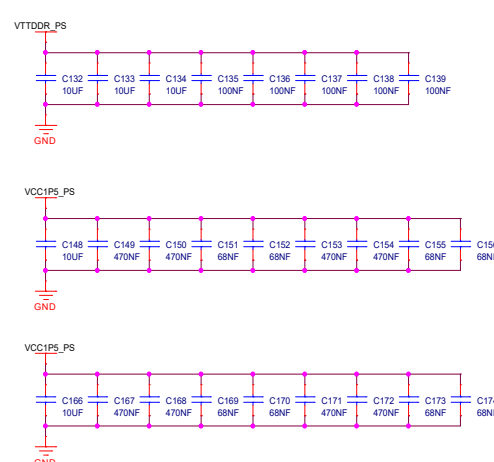 VTTDDR_PS
C132 C133 C134 C135 C136 C137 C138 C139
10UF 10UF 10UF 100NF 100NF 100NF 100NF 100NF
GND
VCC1P5_PS
C148 C149 C150 C151 C152 C153 C154 C155
10UF 470NF 470NF 68NF 68NF 470NF 470NF 68NF
GND
VCC1P5_PS
C166 C167 C168 C169 C170 C171 C172 C173
10UF 470NF 470NF 68NF 68NF 470NF 470NF 68NF
GND